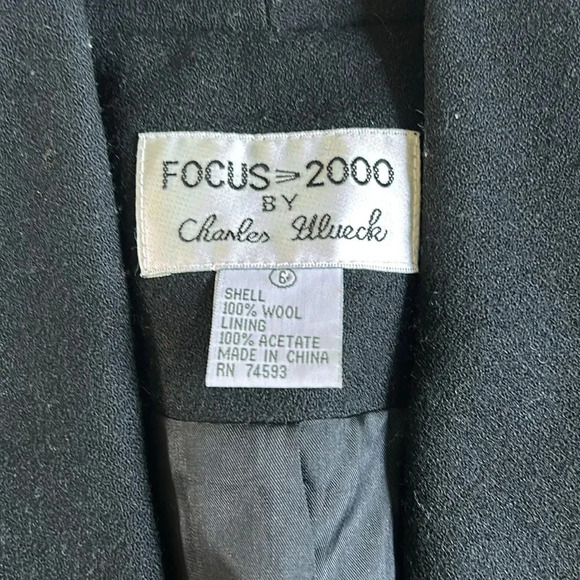 FOCUS 2000
BY
Charles Glueck
6
SHELL
100% WOOL
LINING
100% ACETATE
MADE IN CHINA
RN 74593